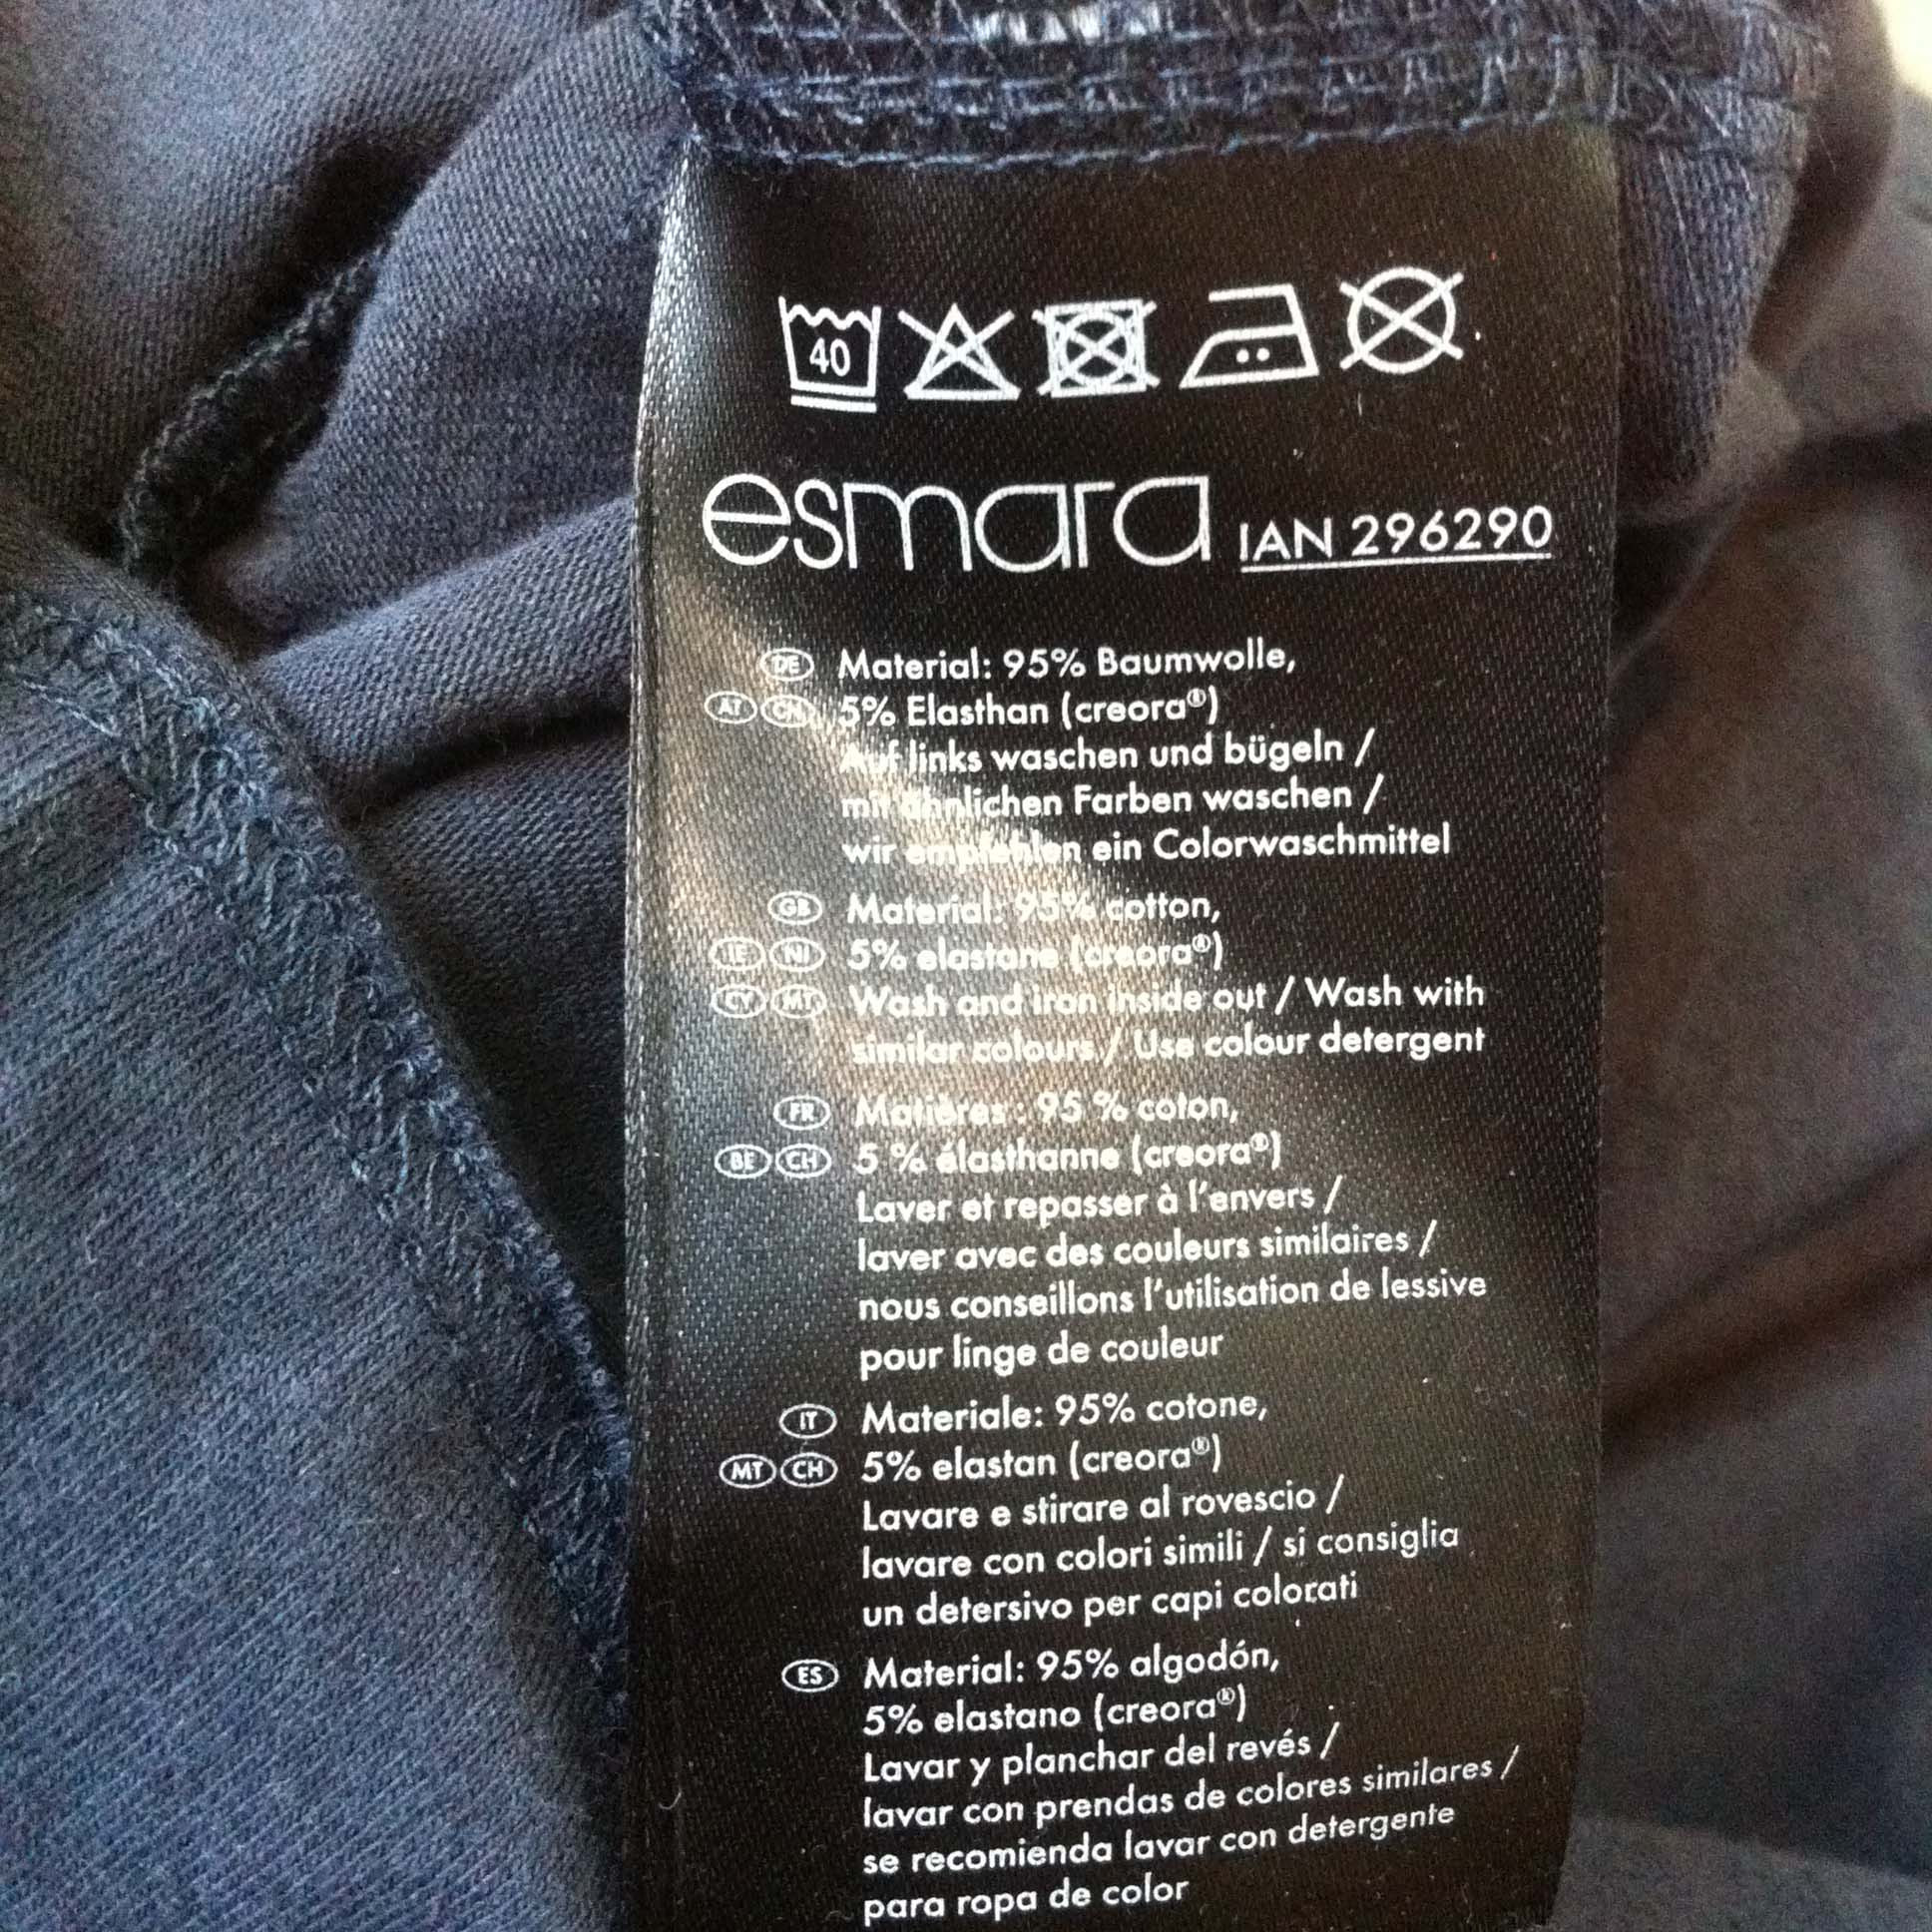 40
esmara IAN 296290
DE Material: 95% Baumwolle,
AT CH 5% Elasthan (creora®)
Auf links waschen und bügeln /
mit ähnlichen Farben waschen /
wir empfehlen ein Colorwaschmittel
GB Material: 95% cotton,
IE NI 5% elastane (creora®)
CY MT Wash and iron inside out / Wash with
similar colours / Use colour detergent
FR Matières : 95 % coton,
BE CH 5 % élasthanne (creora®)
Laver et repasser à l'envers /
laver avec des couleurs similaires /
nous conseillons l'utilisation de lessive
pour linge de couleur
IT Materiale: 95% cotone,
MT CH 5% elastan (creora®)
Lavare e stirare al rovescio /
lavare con colori simili / si consiglia
un detersivo per capi colorati
ES Material: 95% algodón,
5% elastano (creora®)
Lavar y planchar del revés /
lavar con prendas de colores similares /
se recomienda lavar con detergente
para ropa de color